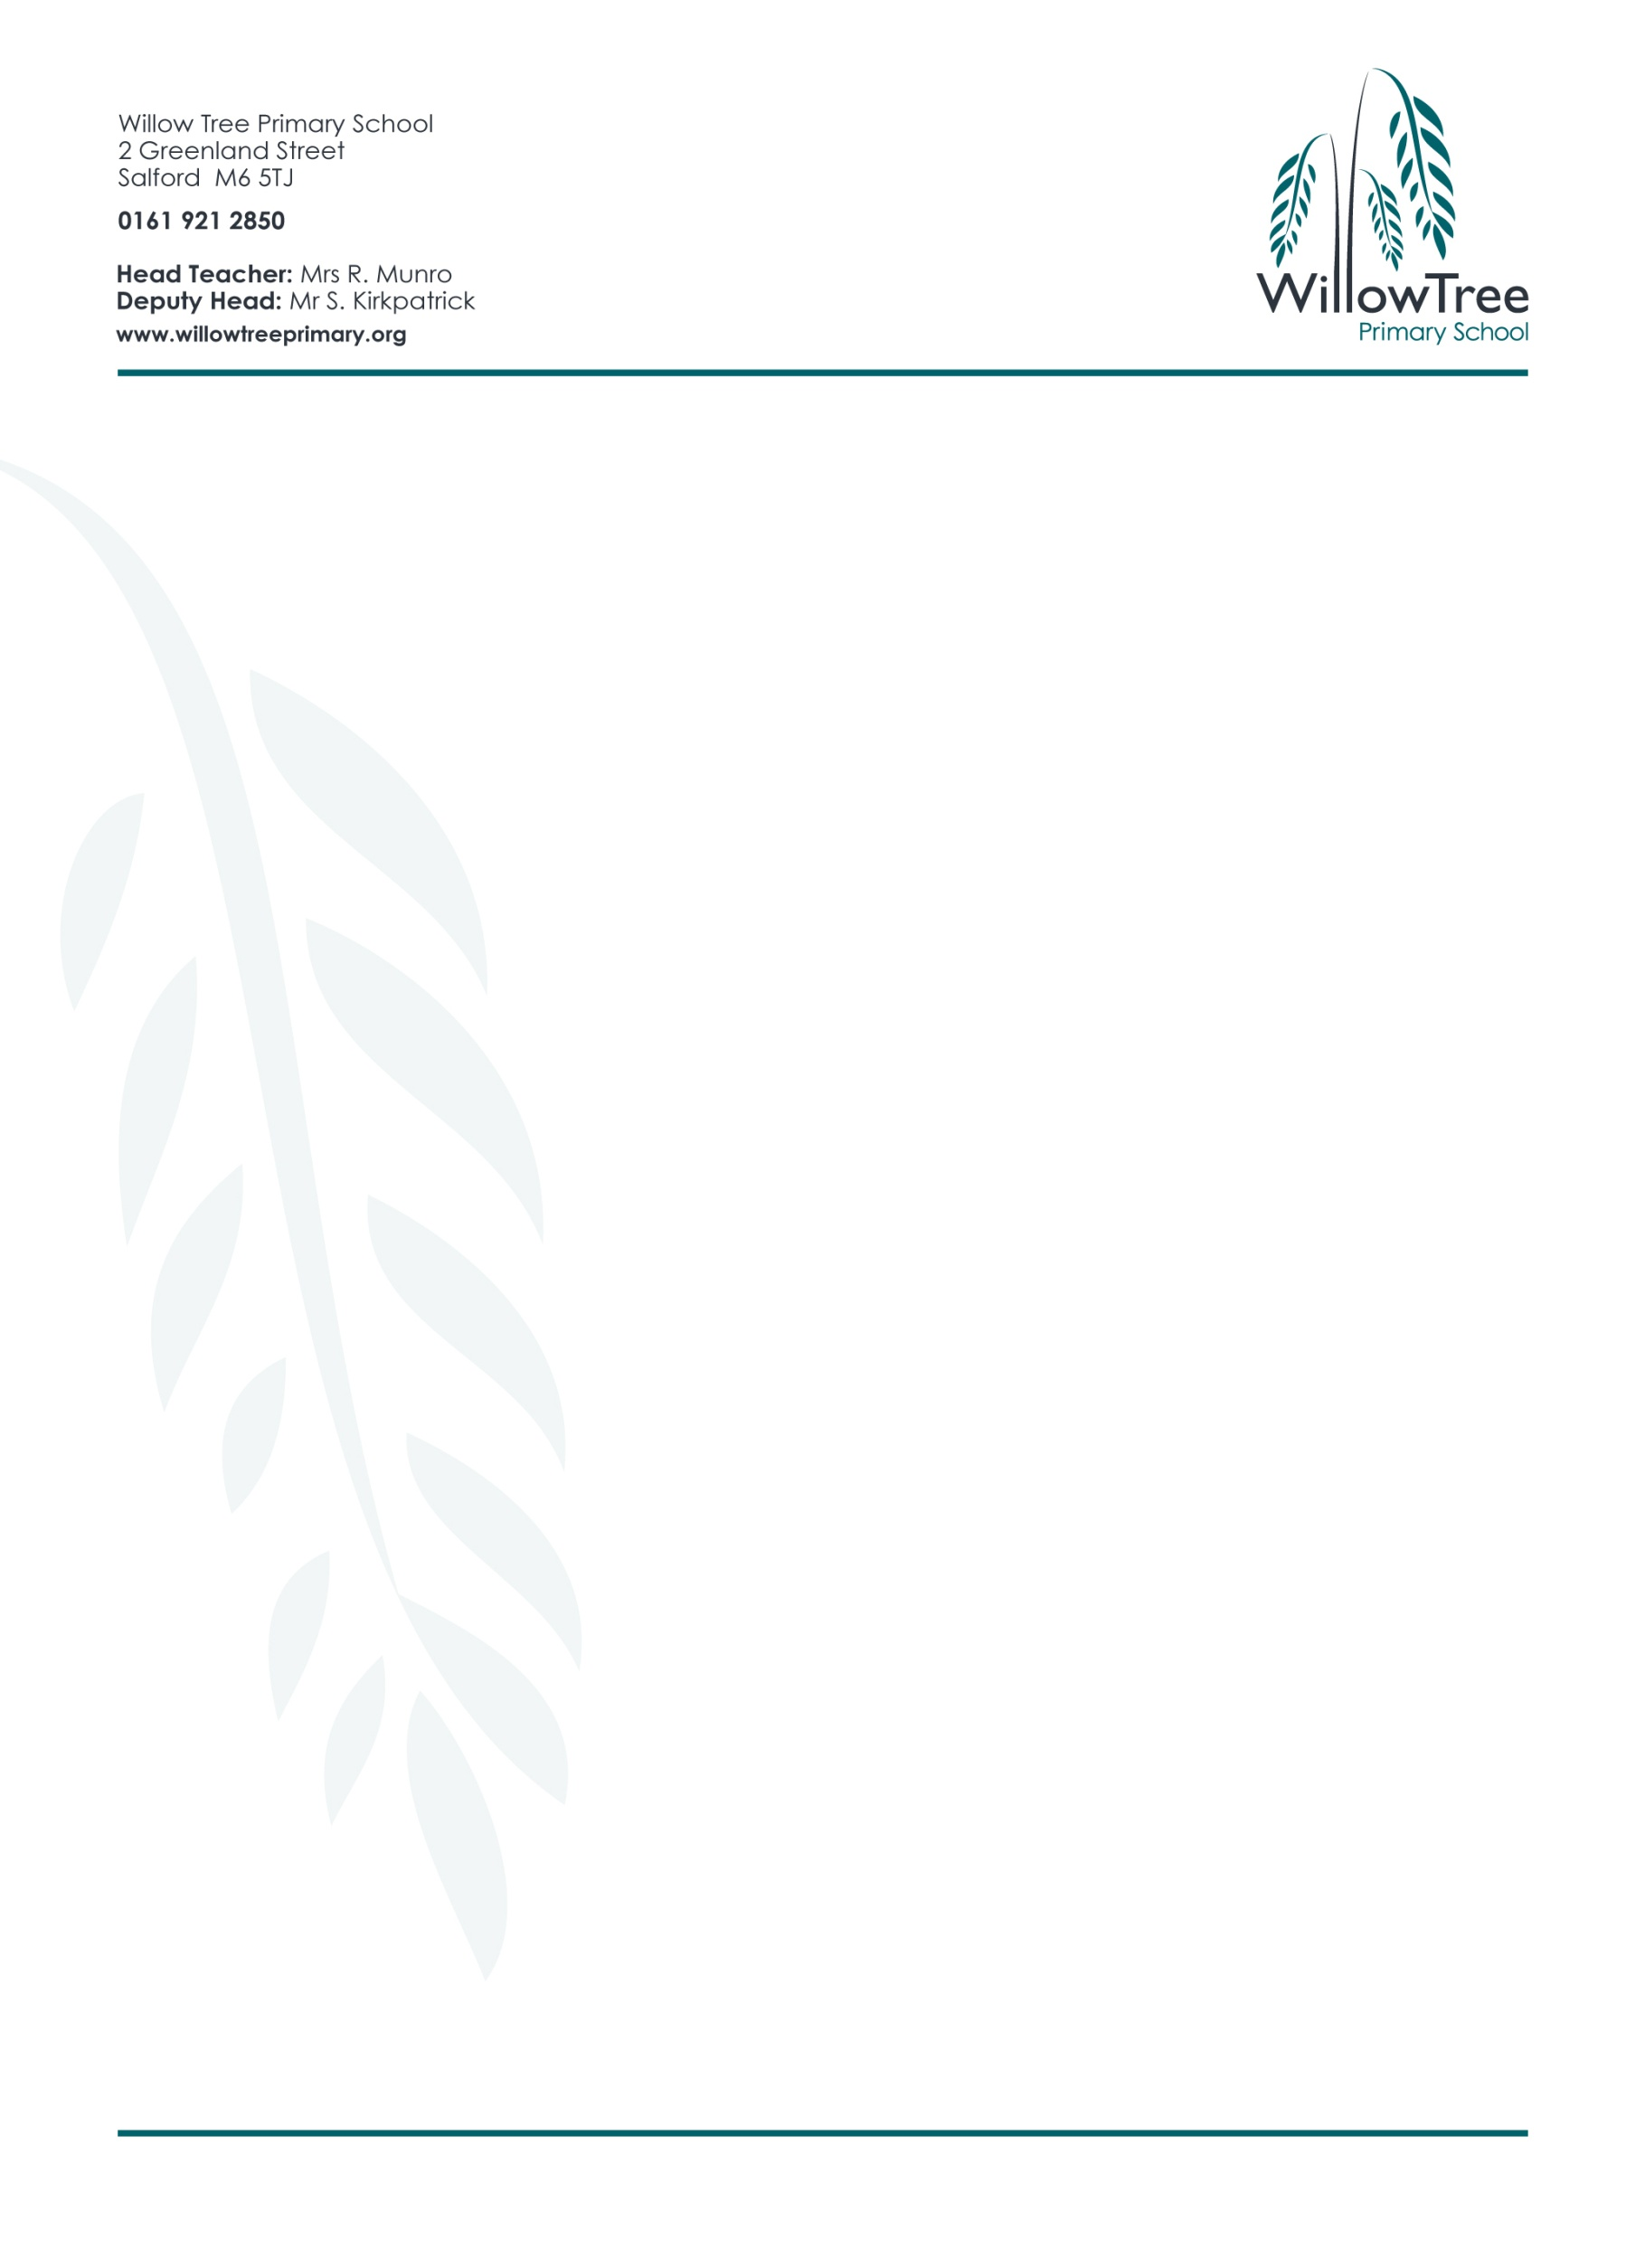 Willow Tree Primary School
2 Greenland Street
Salford  M6 5TJ
0161 921 2850
Head Teacher: Mrs R. Munro
Deputy Head: Mr S. Kirkpatrick
www.willowtreeprimary.org
WillowTree
Primary School